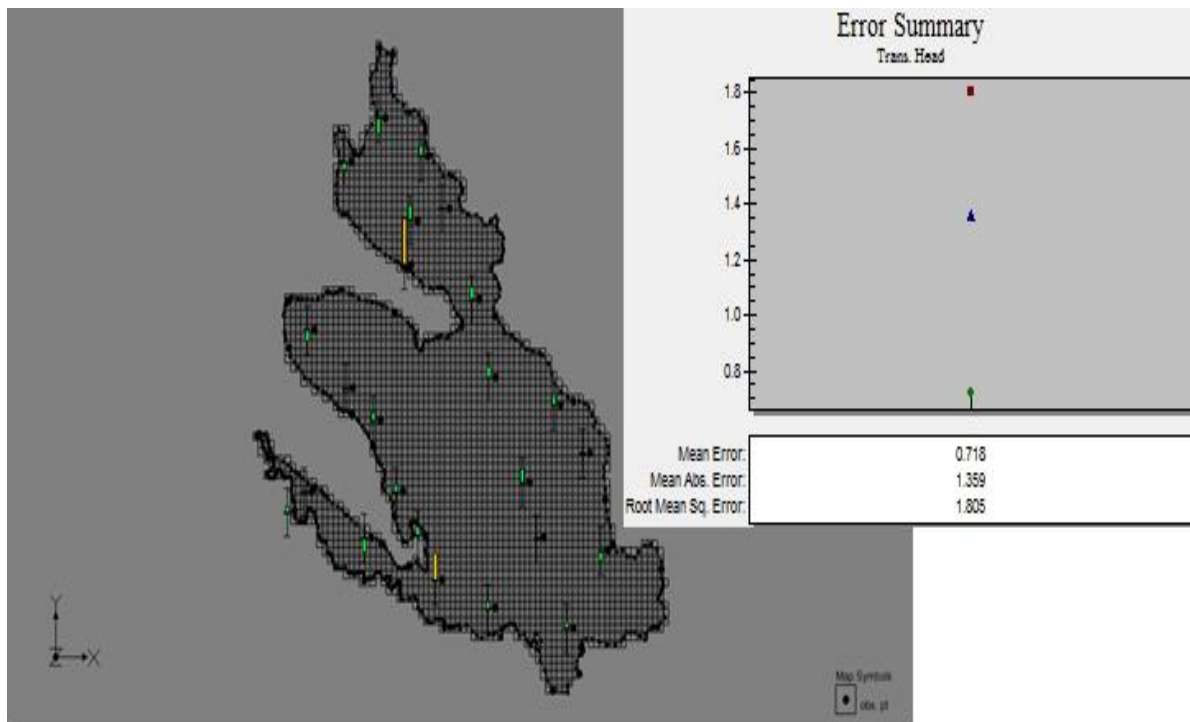 Error Summary
Trans. Head
1.8
1.6
1.4
1.2
1.0
0.8
Mean Error: 0.718
Mean Abs. Error: 1.359
Root Mean Sq. Error: 1.805
Y
Z X
Map Symbols
obs. pt